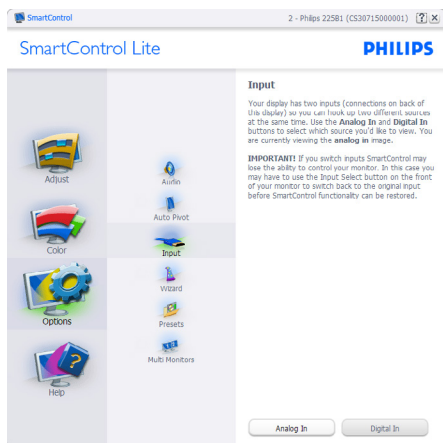 SmartControl
2 - Philips 225B1 (CS30715000001)
SmartControl Lite
PHILIPS
Adjust
Color
Options
Help
Audio
Auto Pivot
Input
Wizard
Presets
Multi Monitors
Input
Your display has two inputs (connections on back of
this display) so you can hook up two different sources
at the same time. Use the Analog In and Digital In
buttons to select which source you'd like to view. You
are currently viewing the analog in image.
IMPORTANT! If you switch inputs SmartControl may
lose the ability to control your monitor. In this case you
may have to use the Input Select button on the front
of your monitor to switch back to the original input
before SmartControl functionality can be restored.
Analog In
Digital In